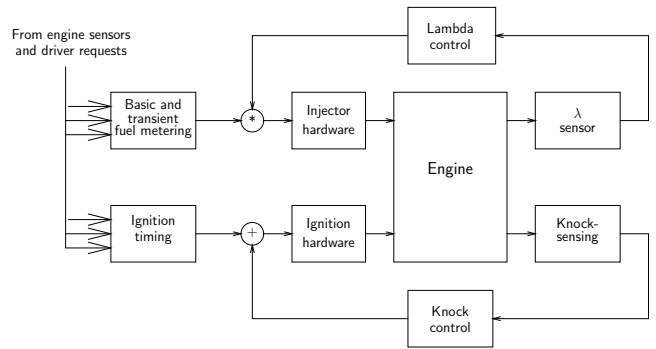 From engine sensors
and driver requests
Lambda
control
Basic and
transient
fuel metering
*
Injector
hardware
Engine
λ
sensor
Ignition
timing
+
Ignition
hardware
Knock-
sensing
Knock
control